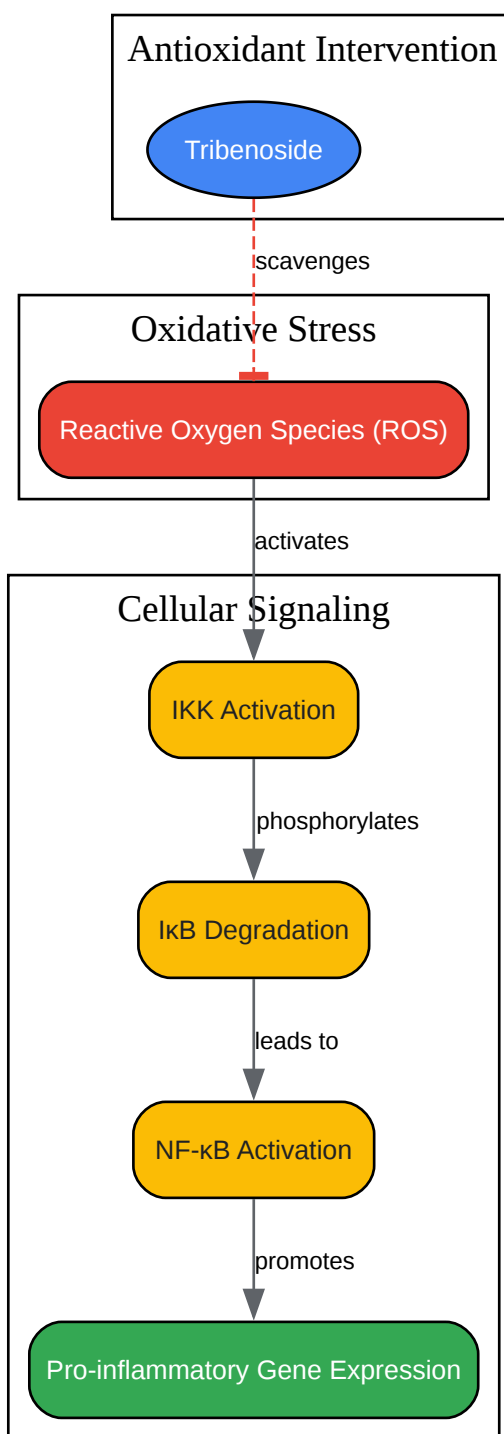 Antioxidant Intervention
Tribenoside
scavenges
Oxidative Stress
Reactive Oxygen Species (ROS)
activates
Cellular Signaling
IKK Activation
phosphorylates
IκB Degradation
leads to
NF-κB Activation
promotes
Pro-inflammatory Gene Expression